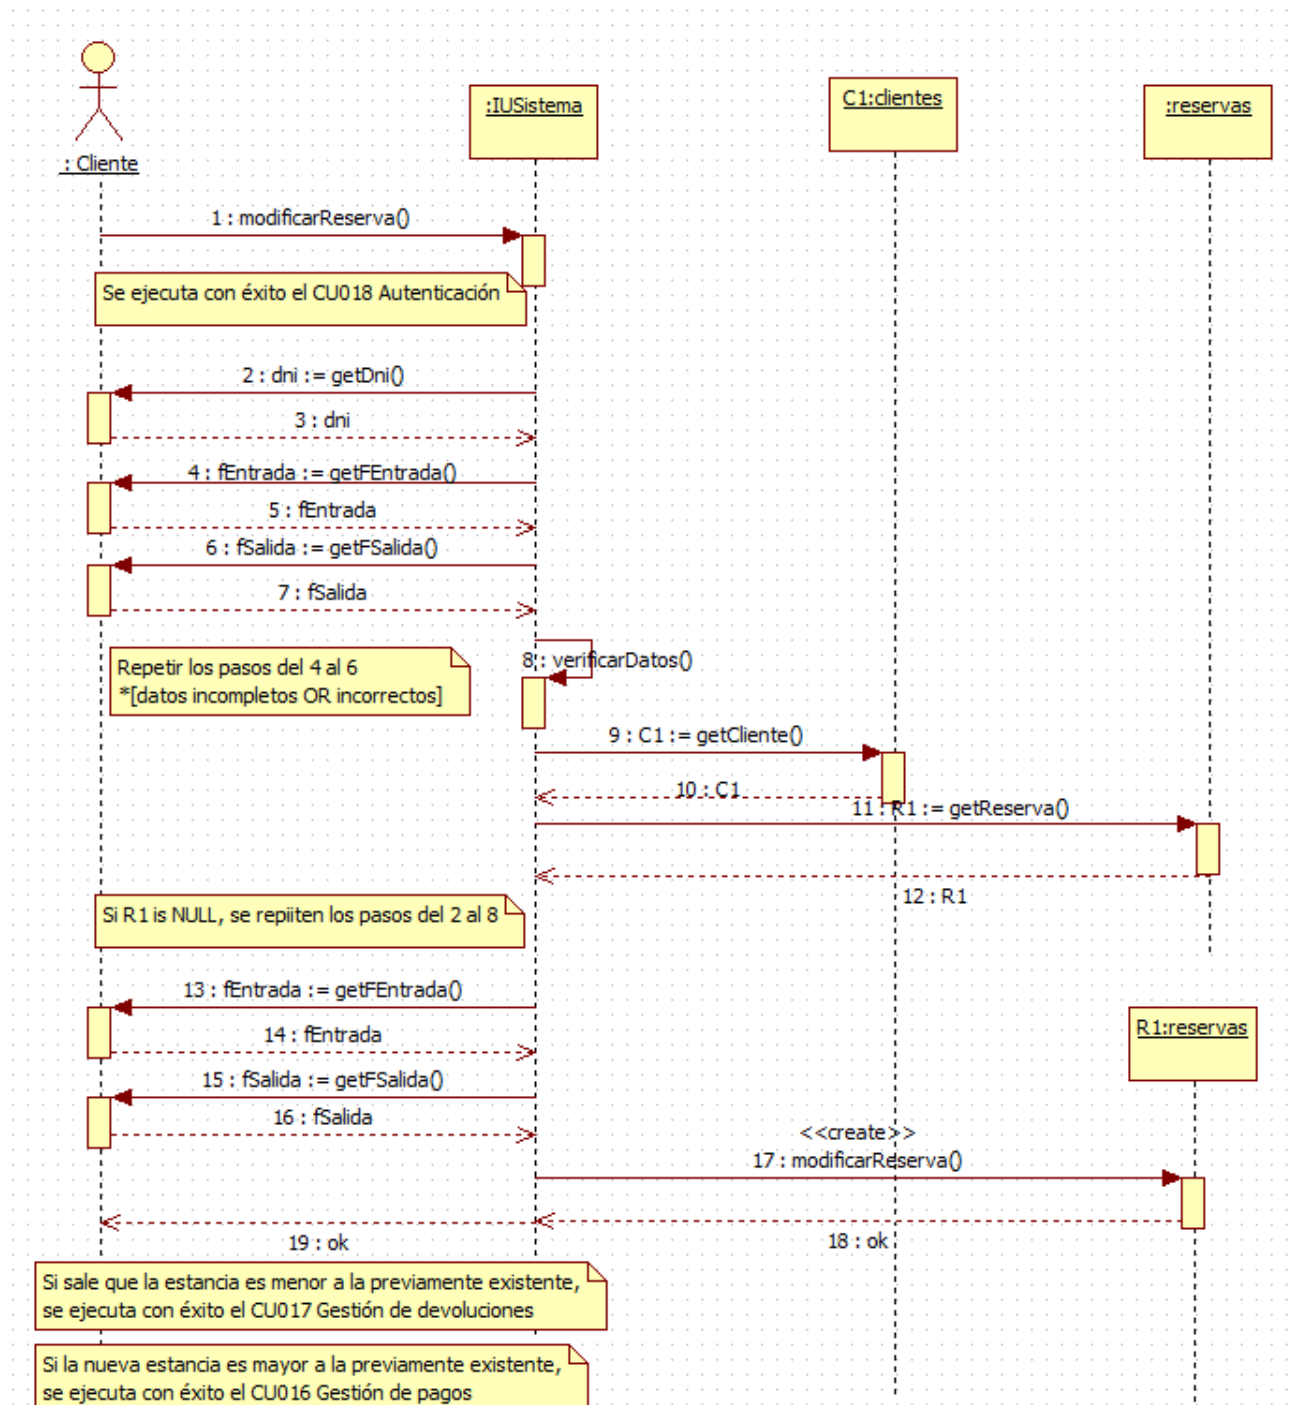 : Cliente
:IUSistema
C1:clientes
:reservas
1 : modificarReserva()
Se ejecuta con éxito el CU018 Autenticación
2 : dni := getDni()
3 : dni
4 : fEntrada := getFEntrada()
5 : fEntrada
6 : fSalida := getFSalida()
7 : fSalida
8 : verificarDatos()
Repetir los pasos del 4 al 6
*[datos incompletos OR incorrectos]
9 : C1 := getCliente()
10 : C1
11 : R1 := getReserva()
12 : R1
Si R1 is NULL, se repiiten los pasos del 2 al 8
13 : fEntrada := getFEntrada()
14 : fEntrada
R1:reservas
15 : fSalida := getFSalida()
16 : fSalida
<<create>>
17 : modificarReserva()
18 : ok
19 : ok
Si sale que la estancia es menor a la previamente existente,
se ejecuta con éxito el CU017 Gestión de devoluciones
Si la nueva estancia es mayor a la previamente existente,
se ejecuta con éxito el CU016 Gestión de pagos